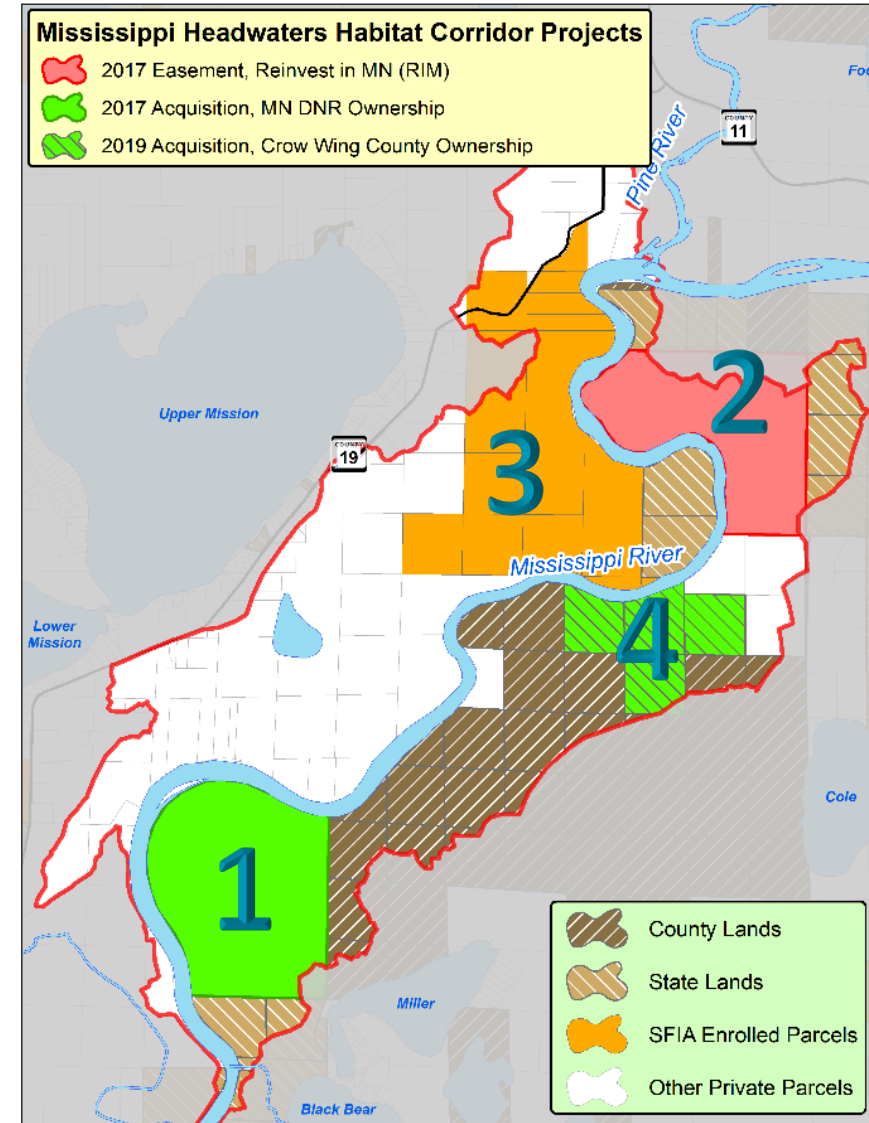 Mississippi Headwaters Habitat Corridor Projects
2017 Easement, Reinvest in MN (RIM)
2017 Acquisition, MN DNR Ownership
2019 Acquisition, Crow Wing County Ownership
Foo
COUNTY
11
Pine River
2
Upper Mission
COUNTY
19
3
Mississippi River
Lower
Mission
4
Cole
1
County Lands
State Lands
SFIA Enrolled Parcels
Other Private Parcels
Miller
Black Bear